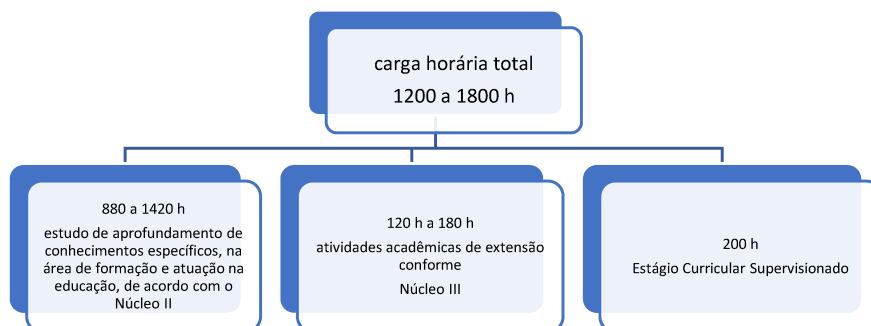 carga horária total
1200 a 1800 h
880 a 1420 h
estudo de aprofundamento de
conhecimentos específicos, na
área de formação e atuação na
educação, de acordo com o
Núcleo II
120 h a 180 h
atividades acadêmicas de extensão
conforme
Núcleo III
200 h
Estágio Curricular Supervisionado